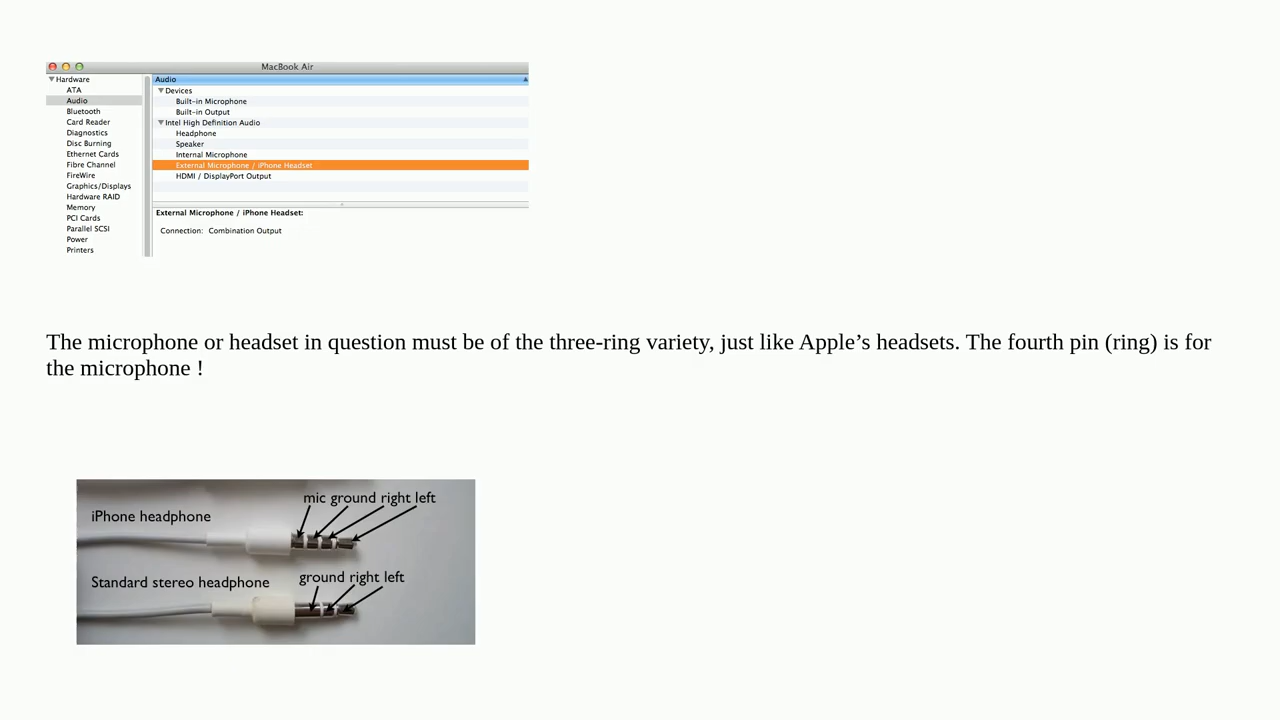 MacBook Air
Hardware
ATA
Audio
Bluetooth
Card Reader
Diagnostics
Disc Burning
Ethernet Cards
Fibre Channel
FireWire
Graphics/Displays
Hardware RAID
Memory
PCI Cards
Parallel SCSI
Power
Printers
Audio
Devices
Built-in Microphone
Built-in Output
Intel High Definition Audio
Headphone
Speaker
Internal Microphone
External Microphone / iPhone Headset
HDMI / DisplayPort Output
External Microphone / iPhone Headset:
Connection: Combination Output
The microphone or headset in question must be of the three-ring variety, just like Apple’s headsets. The fourth pin (ring) is for
the microphone !
mic ground right left
iPhone headphone
ground right left
Standard stereo headphone